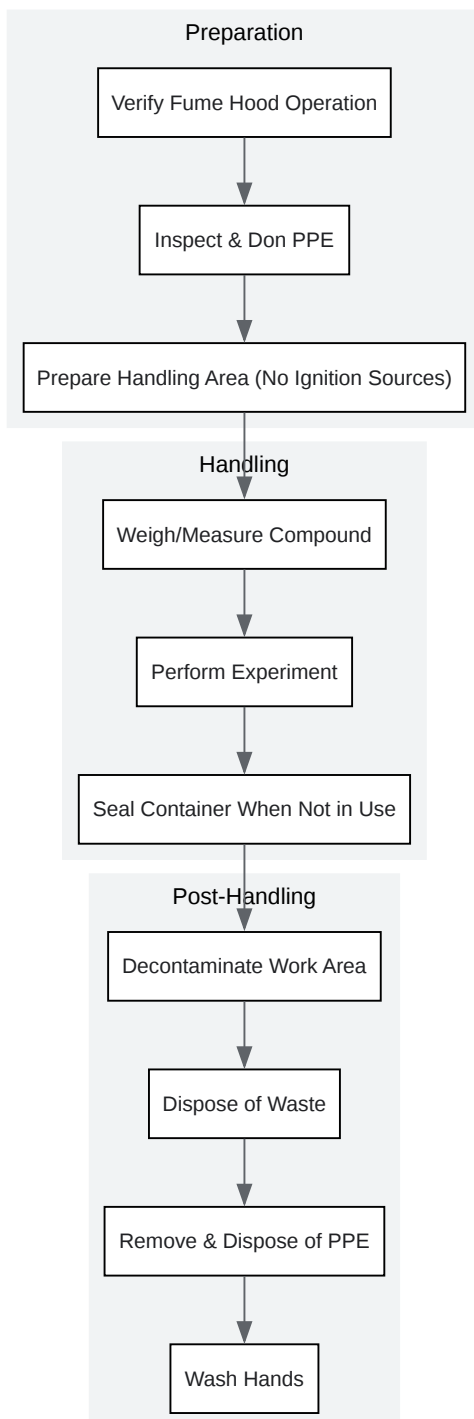 Preparation
Verify Fume Hood Operation
Inspect & Don PPE
Prepare Handling Area (No Ignition Sources)
Handling
Weigh/Measure Compound
Perform Experiment
Seal Container When Not in Use
Post-Handling
Decontaminate Work Area
Dispose of Waste
Remove & Dispose of PPE
Wash Hands